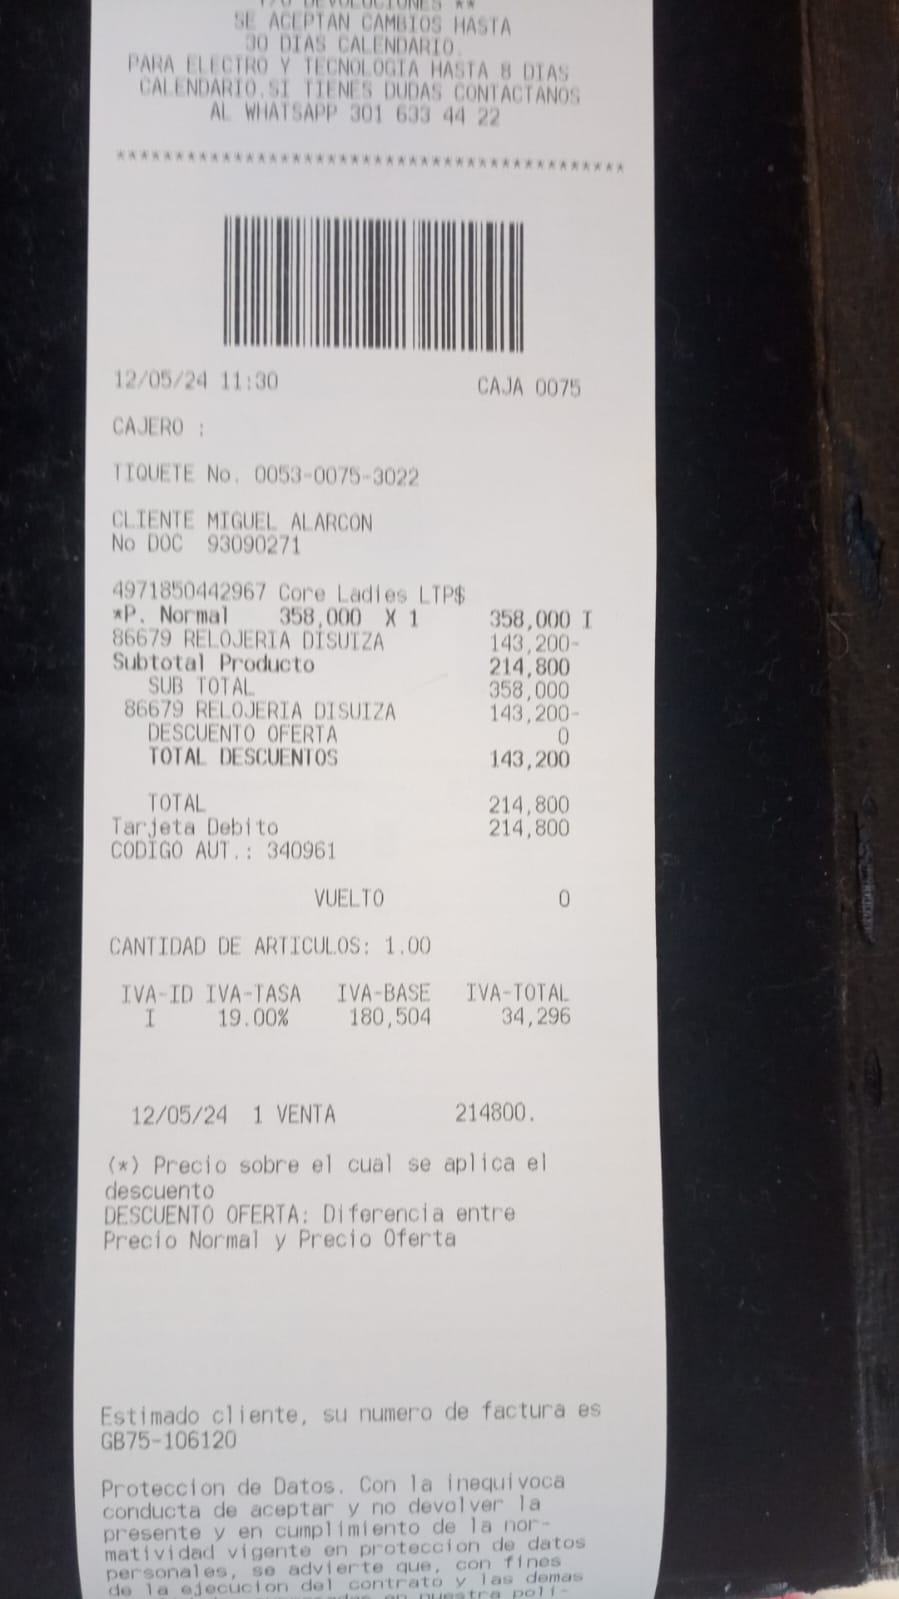 Y/O DEVOLUCIONES **
SE ACEPTAN CAMBIOS HASTA
30 DIAS CALENDARIO.
PARA ELECTRO Y TECNOLOGIA HASTA 8 DIAS
CALENDARIO.SI TIENES DUDAS CONTACTANOS
AL WHATSAPP 301 633 44 22
*******************************************
12/05/24 11:30 CAJA 0075
CAJERO :
TIQUETE No. 0053-0075-3022
CLIENTE MIGUEL ALARCON
No DOC 93090271
4971850442967 Core Ladies LTP$
*P. Normal 358,000 X 1 358,000 I
86679 RELOJERIA DISUIZA 143,200-
Subtotal Producto 214,800
SUB TOTAL 358,000
86679 RELOJERIA DISUIZA 143,200-
DESCUENTO OFERTA 0
TOTAL DESCUENTOS 143,200
TOTAL 214,800
Tarjeta Debito 214,800
CODIGO AUT.: 340961
VUELTO 0
CANTIDAD DE ARTICULOS: 1.00
IVA-ID IVA-TASA IVA-BASE IVA-TOTAL
I 19.00% 180,504 34,296
12/05/24 1 VENTA 214800.
(*) Precio sobre el cual se aplica el
descuento
DESCUENTO OFERTA: Diferencia entre
Precio Normal y Precio Oferta
Estimado cliente, su numero de factura es
GB75-106120
Proteccion de Datos. Con la inequivoca
conducta de aceptar y no devolver la
presente y en cumplimiento de la nor-
matividad vigente en proteccion de datos
personales, se advierte que, con fines
de la ejecucion del contrato y las demas
en nuestra poli-